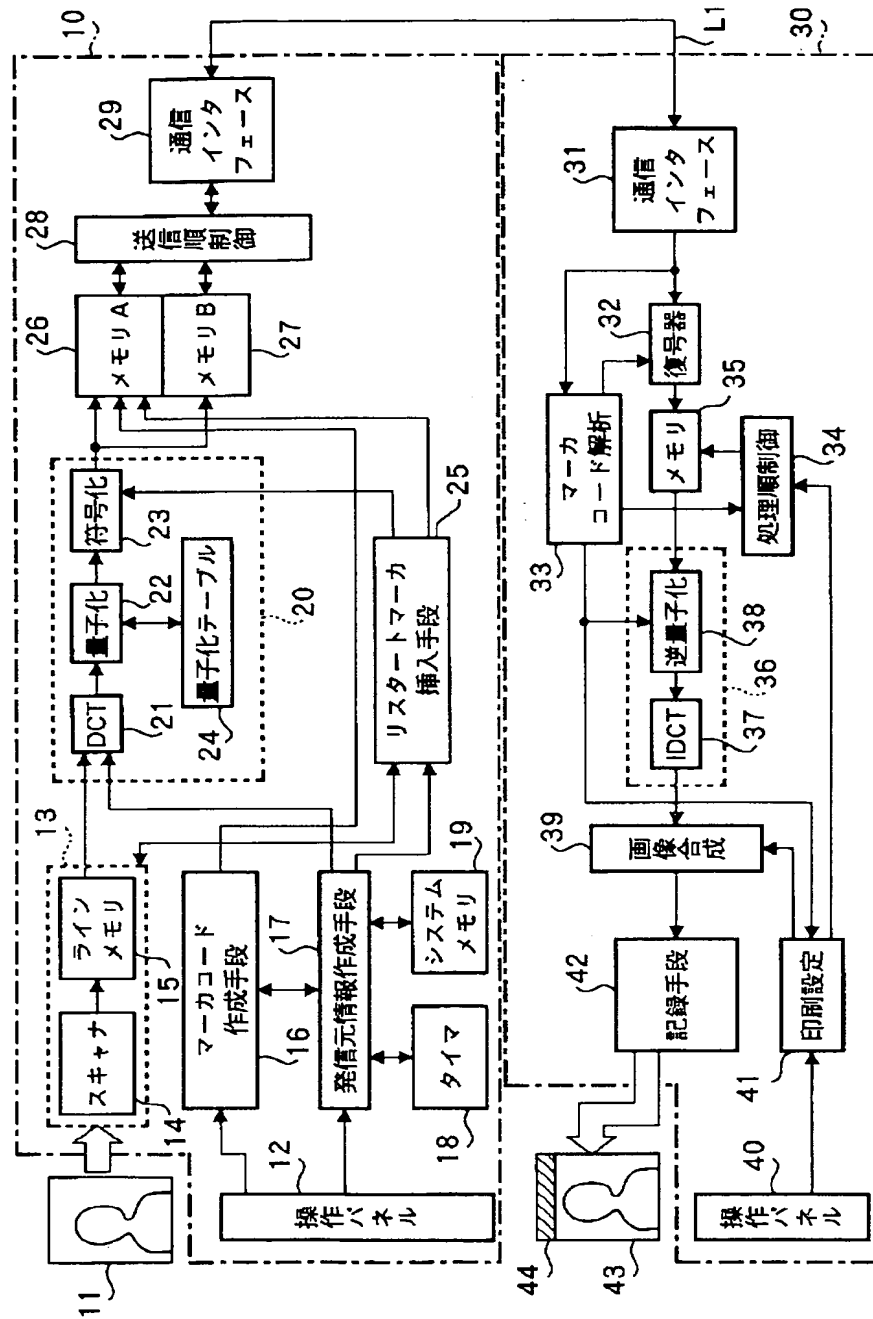 10
11
12
操作パネル
13
14
スキャナ
15
ライン
メモリ
16
マーカコード
作成手段
17
発信元情報作成手段
18
タイマ
19
システム
メモリ
20
21
DCT
22
量子化
23
符号化
24
量子化テーブル
25
リスタートマーカ
挿入手段
26
メモリA
27
メモリB
28
送信順制御
29
通信
インタ
フェース
L1
30
31
通信
インタ
フェース
32
復号器
33
マーカ
コード解析
34
処理順制御
35
メモリ
36
37
IDCT
38
逆量子化
39
画像合成
40
操作パネル
41
印刷設定
42
記録手段
43
44